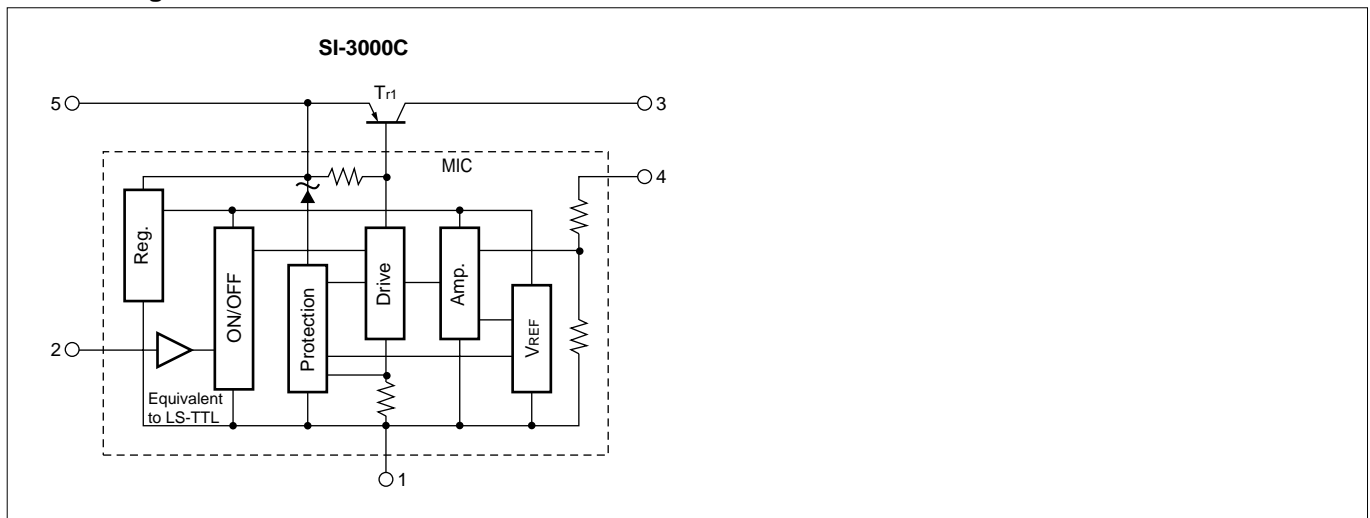 SI-3000C
5
Tr1
3
MIC
4
Reg.
ON/OFF
Protection
Drive
Amp.
VREF
2
Equivalent
to LS-TTL
1